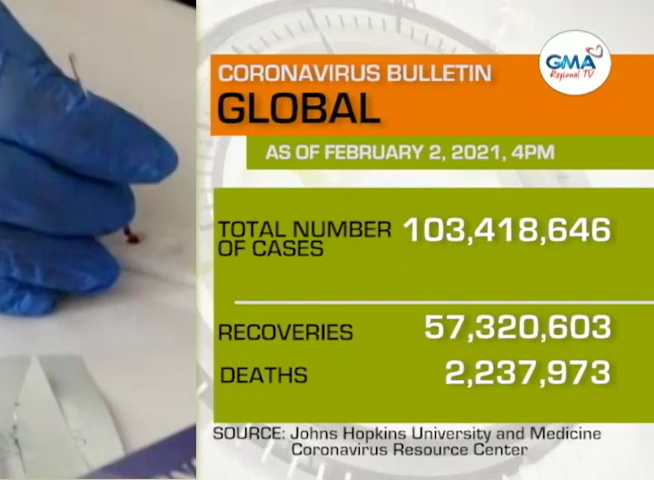 GMA
Regional TV
CORONAVIRUS BULLETIN
GLOBAL
AS OF FEBRUARY 2, 2021, 4PM
TOTAL NUMBER 103,418,646
OF CASES
RECOVERIES 57,320,603
DEATHS 2,237,973
SOURCE: Johns Hopkins University and Medicine
Coronavirus Resource Center